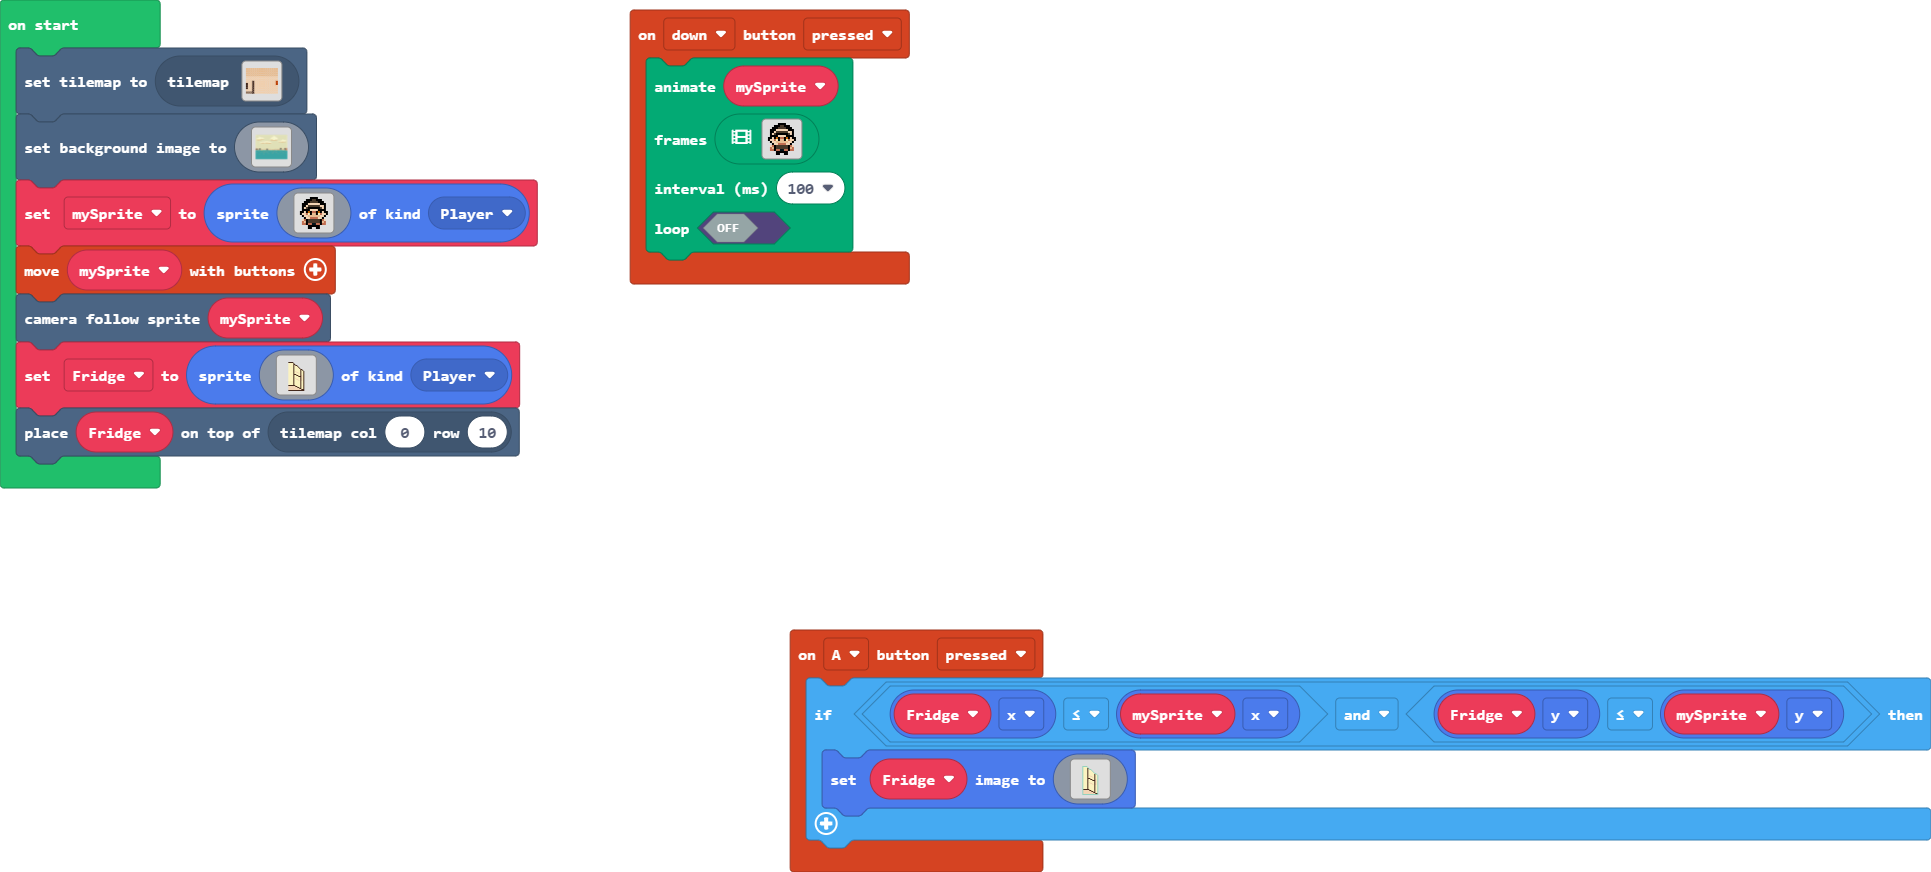 on start
set tilemap to tilemap
set background image to
set mySprite to sprite of kind Player
move mySprite with buttons
camera follow sprite mySprite
set Fridge to sprite of kind Player
place Fridge on top of tilemap col 0 row 10
on down button pressed
animate mySprite
frames
interval (ms) 100
loop OFF
on A button pressed
if Fridge x ≤ mySprite x and Fridge y ≤ mySprite y then
set Fridge image to